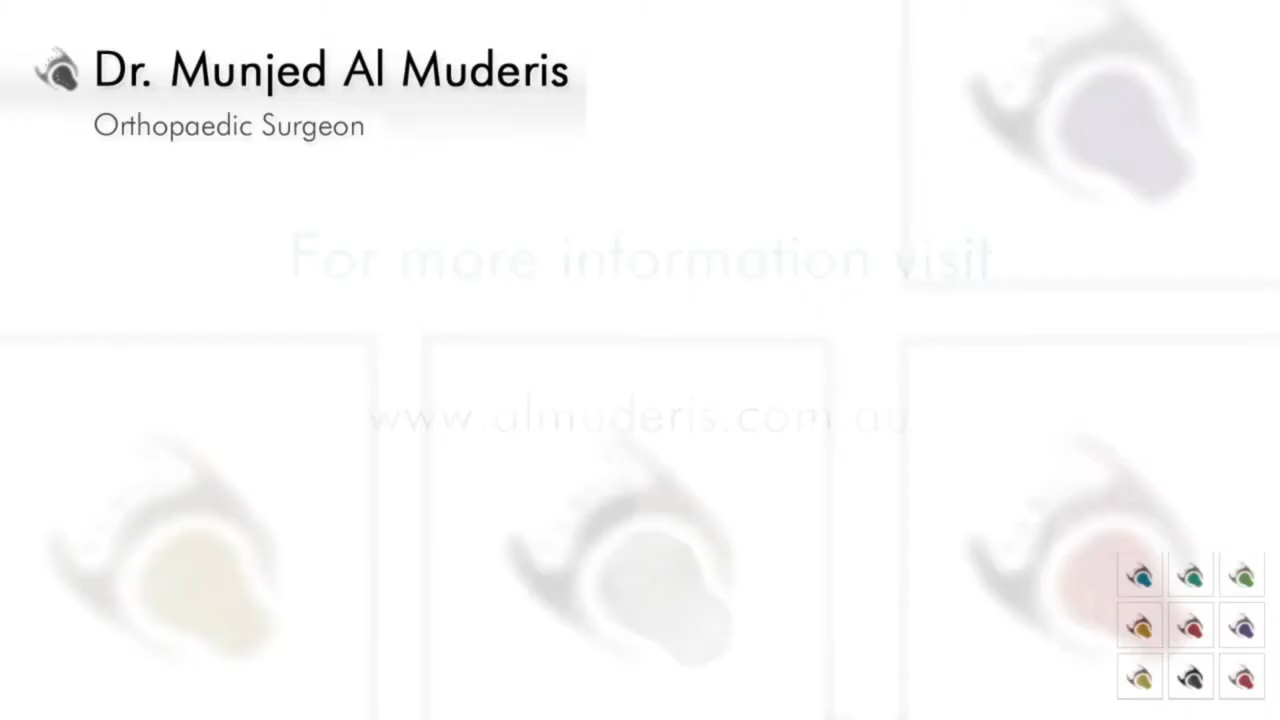 Dr. Munjed Al Muderis
Orthopaedic Surgeon
For more information visit
www.almuderis.com.au